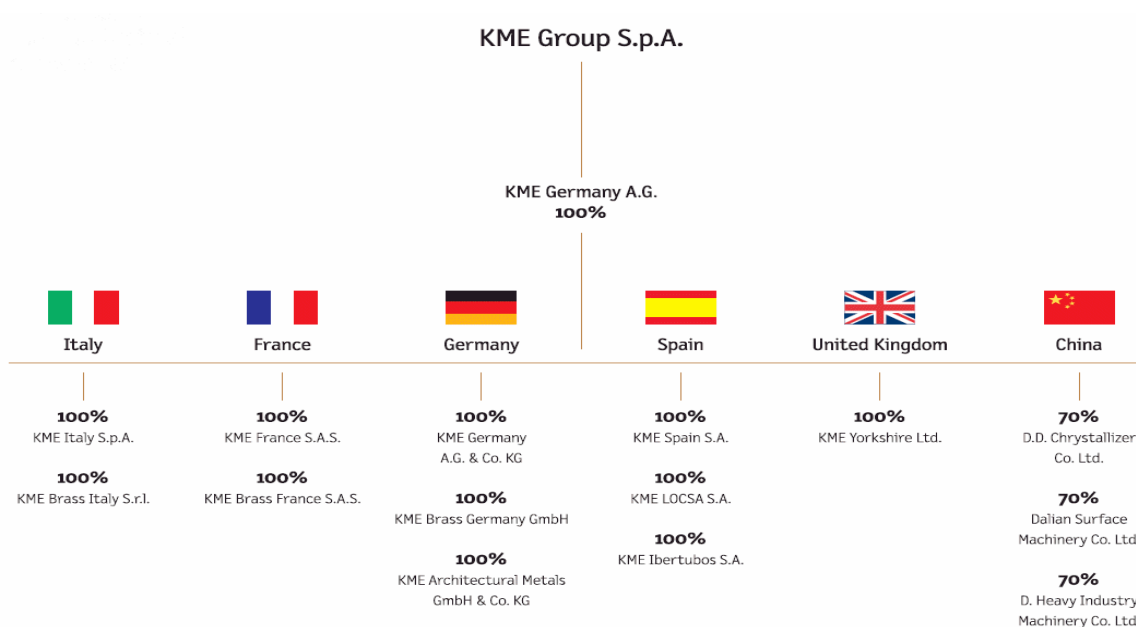 KME Group S.p.A.
KME Germany A.G.
100%
Italy
France
Germany
Spain
United Kingdom
China
100%
KME Italy S.p.A.
100%
KME Brass Italy S.r.l.
100%
KME France S.A.S.
100%
KME Brass France S.A.S.
100%
KME Germany
A.G. & Co. KG
100%
KME Brass Germany GmbH
100%
KME Architectural Metals
GmbH & Co. KG
100%
KME Spain S.A.
100%
KME LOCSA S.A.
100%
KME Ibertubos S.A.
100%
KME Yorkshire Ltd.
70%
D.D. Chrystallizer
Co. Ltd.
70%
Dalian Surface
Machinery Co. Ltd
70%
D. Heavy Industry
Machinery Co. Ltd